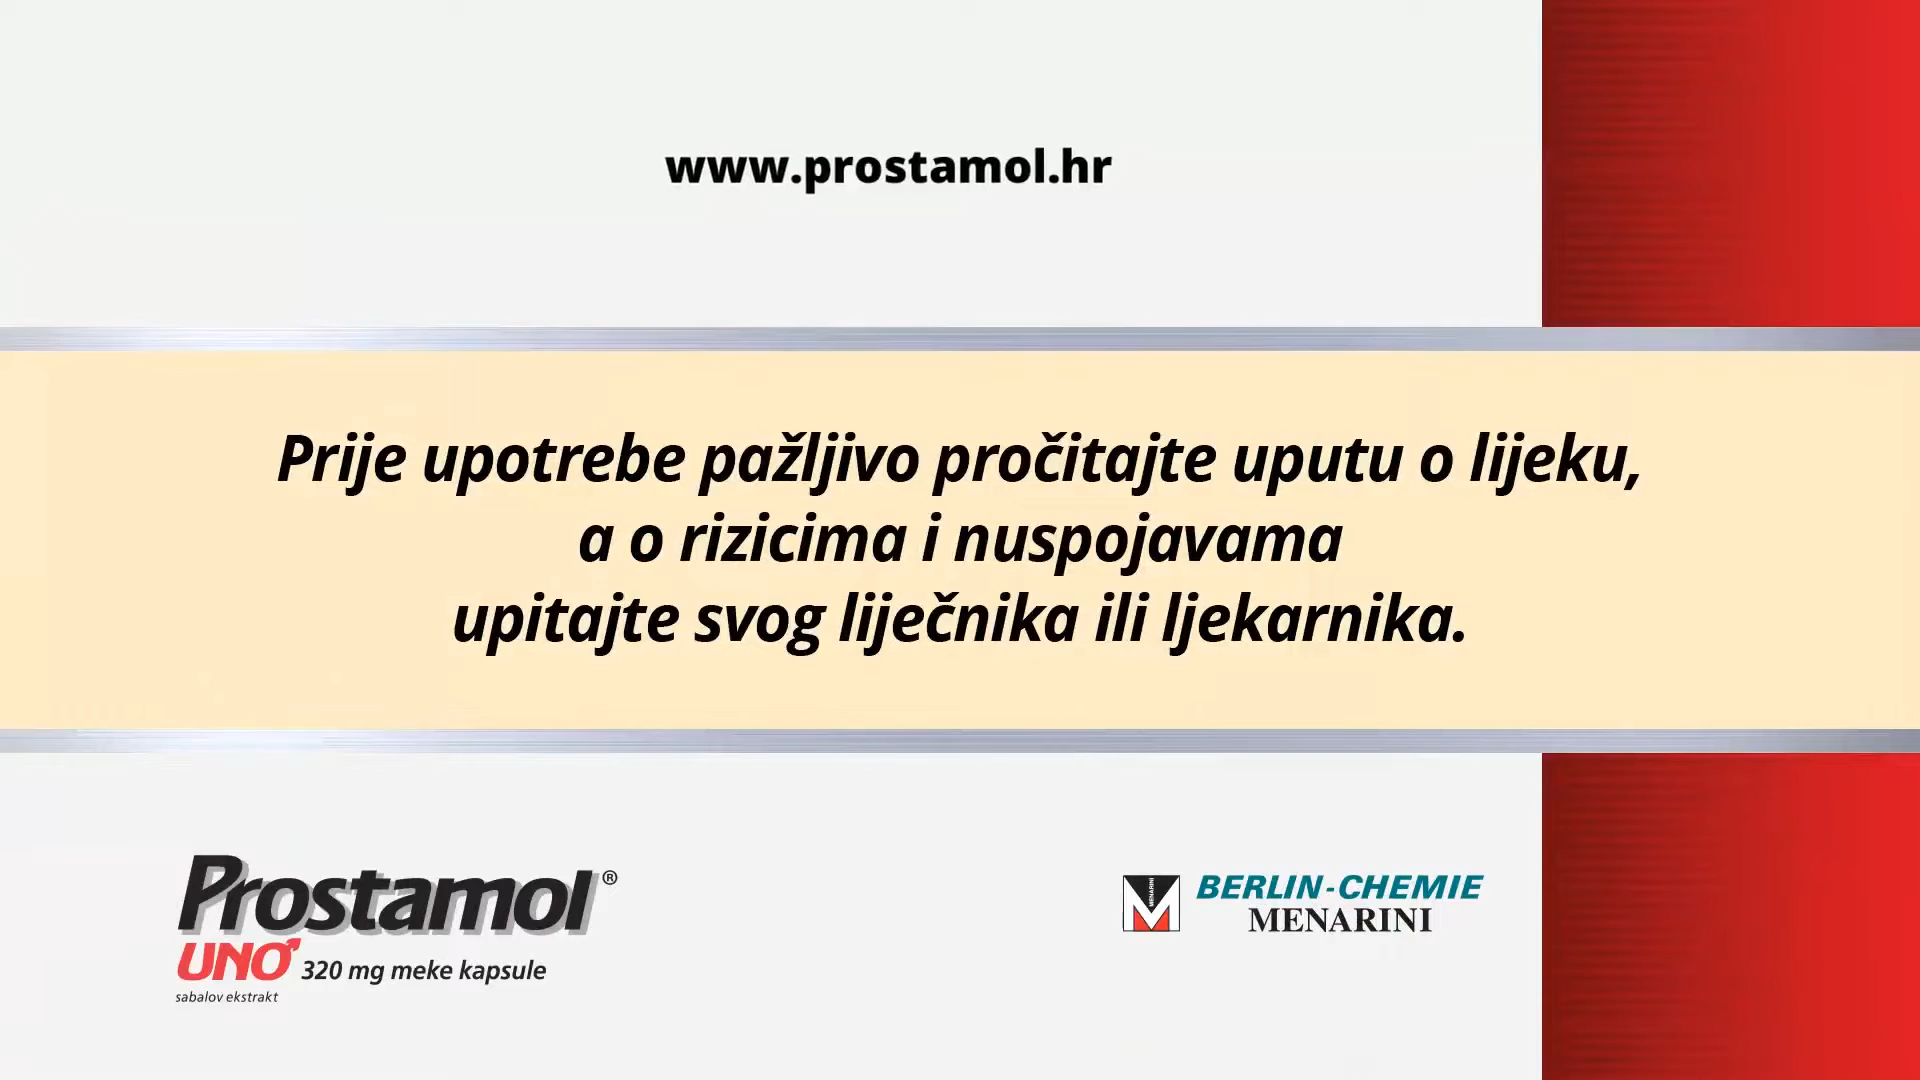 www.prostamol.hr
Prije upotrebe pažljivo pročitajte uputu o lijeku,
a o rizicima i nuspojavama
upitajte svog liječnika ili ljekarnika.
Prostamol®
UNO 320 mg meke kapsule
sabalov ekstrakt
MENARINI
BERLIN-CHEMIE
MENARINI